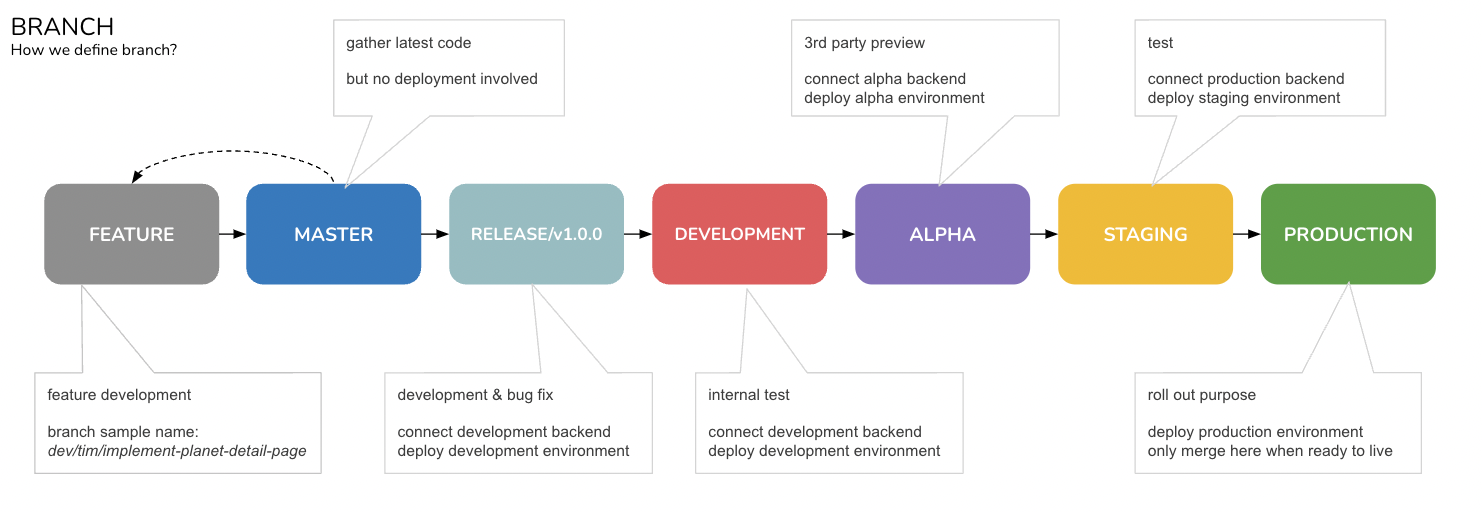 BRANCH
How we define branch?
gather latest code
but no deployment involved
3rd party preview
connect alpha backend
deploy alpha environment
test
connect production backend
deploy staging environment
FEATURE
MASTER
RELEASE/v1.0.0
DEVELOPMENT
ALPHA
STAGING
PRODUCTION
feature development
branch sample name:
dev/tim/implement-planet-detail-page
development & bug fix
connect development backend
deploy development environment
internal test
connect development backend
deploy development environment
roll out purpose
deploy production environment
only merge here when ready to live